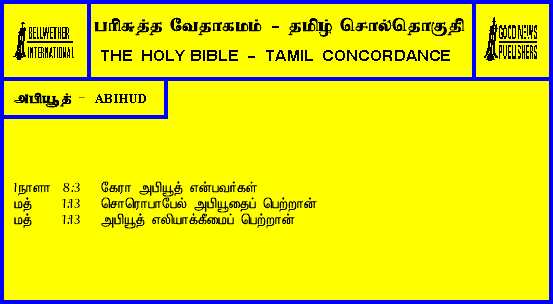 BELLWETHER
INTERNATIONAL
பரிசுத்த வேதாகமம் - தமிழ் சொல்தொகுதி
THE HOLY BIBLE - TAMIL CONCORDANCE
GOOD NEWS
PUBLISHERS
அபியூத் - ABIHUD
1நாளா 8:3 கேரா அபியூத் என்பவர்கள்
மத் 1:13 சொரொபாபேல் அபியூதைப் பெற்றான்
மத் 1:13 அபியூத் எலியாக்கீமைப் பெற்றான்